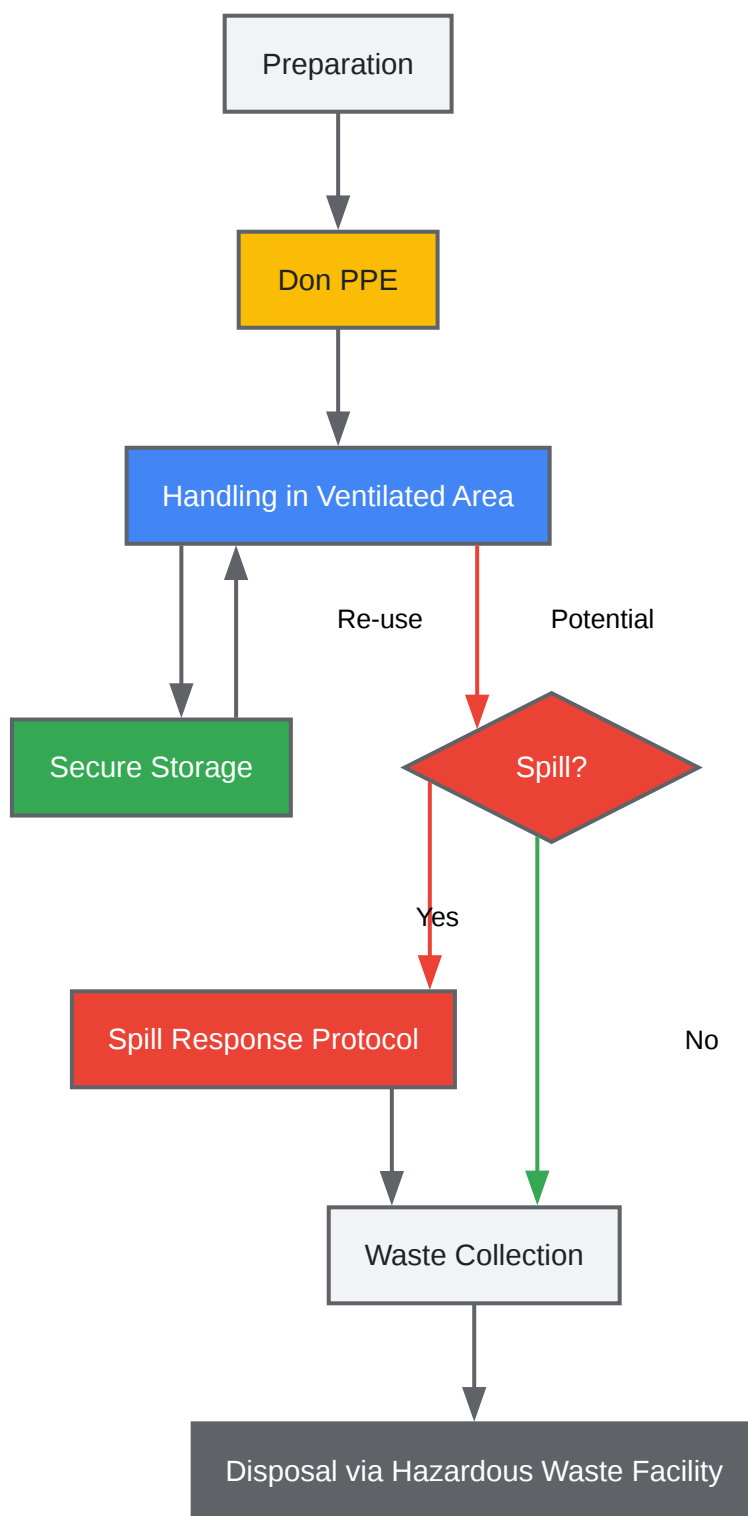 Preparation
Don PPE
Handling in Ventilated Area
Re-use
Potential
Secure Storage
Spill?
Yes
Spill Response Protocol
No
Waste Collection
Disposal via Hazardous Waste Facility